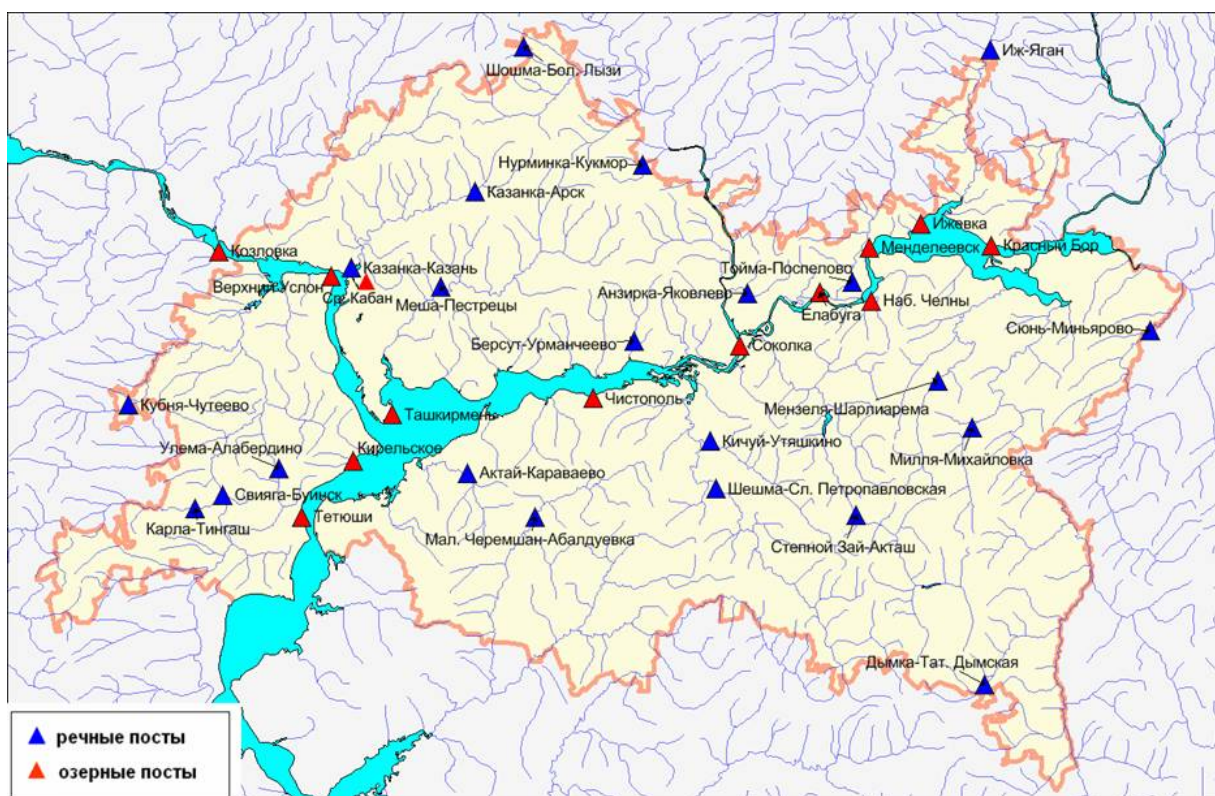 Шошма-Бол. Лызи
Иж-Яган
Нурминка-Кукмор
Казанка-Арск
Ижевка
Козловка
Менделеевск
Красный Бор
Казанка-Казань
Верхний Услон
Тойма-Поспелово
Ср. Кабан
Меша-Пестрецы
Анзирка-Яковлево
Наб. Челны
Елабуга
Сюнь-Миньярово
Берсут-Урманчеево
Соколка
Чистополь
Мензеля-Шарлиарема
Кубня-Чутеево
Ташкирмень
Улема-Алабердино
Кирельское
Кичуй-Утяшкино
Милля-Михайловка
Актай-Караваево
Свияга-Буинск
Шешма-Сл. Петропавловская
Карла-Тингаш
Тетюши
Мал. Черемшан-Абалдуевка
Степной Зай-Акташ
Дымка-Тат. Дымская
речные посты
озерные посты